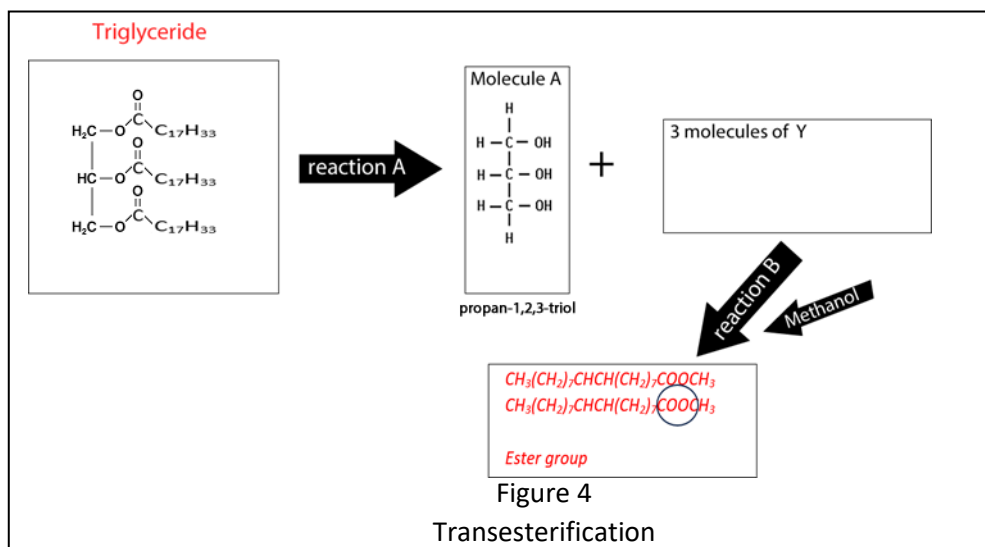 Triglyceride
O
H₂C—O C C₁₇H₃₃
O
HC—O C C₁₇H₃₃
O
H₂C—O C C₁₇H₃₃
reaction A
Molecule A
H
H — C — OH
H — C — OH
H — C — OH
H
propan-1,2,3-triol
+
3 molecules of Y
reaction B
Methanol
CH₃(CH₂)₇CHCH(CH₂)₇COOCH₃
CH₃(CH₂)₇CHCH(CH₂)₇COOCH₃
Ester group
Figure 4
Transesterification